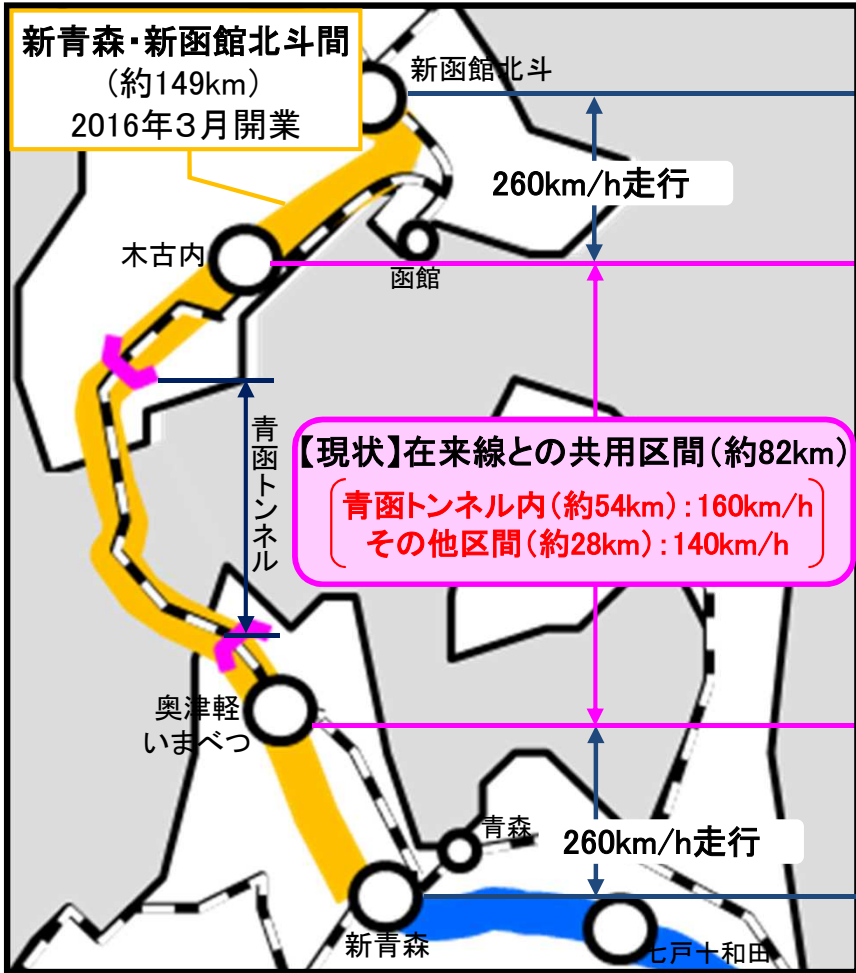 新青森・新函館北斗間
（約149km）
2016年３月開業
新函館北斗
260km/h走行
木古内
函館
青函トンネル
【現状】在来線との共用区間（約82km）
青函トンネル内（約54km）：160km/h
その他区間（約28km）：140km/h
奥津軽
いまべつ
青森
260km/h走行
新青森
七戸十和田